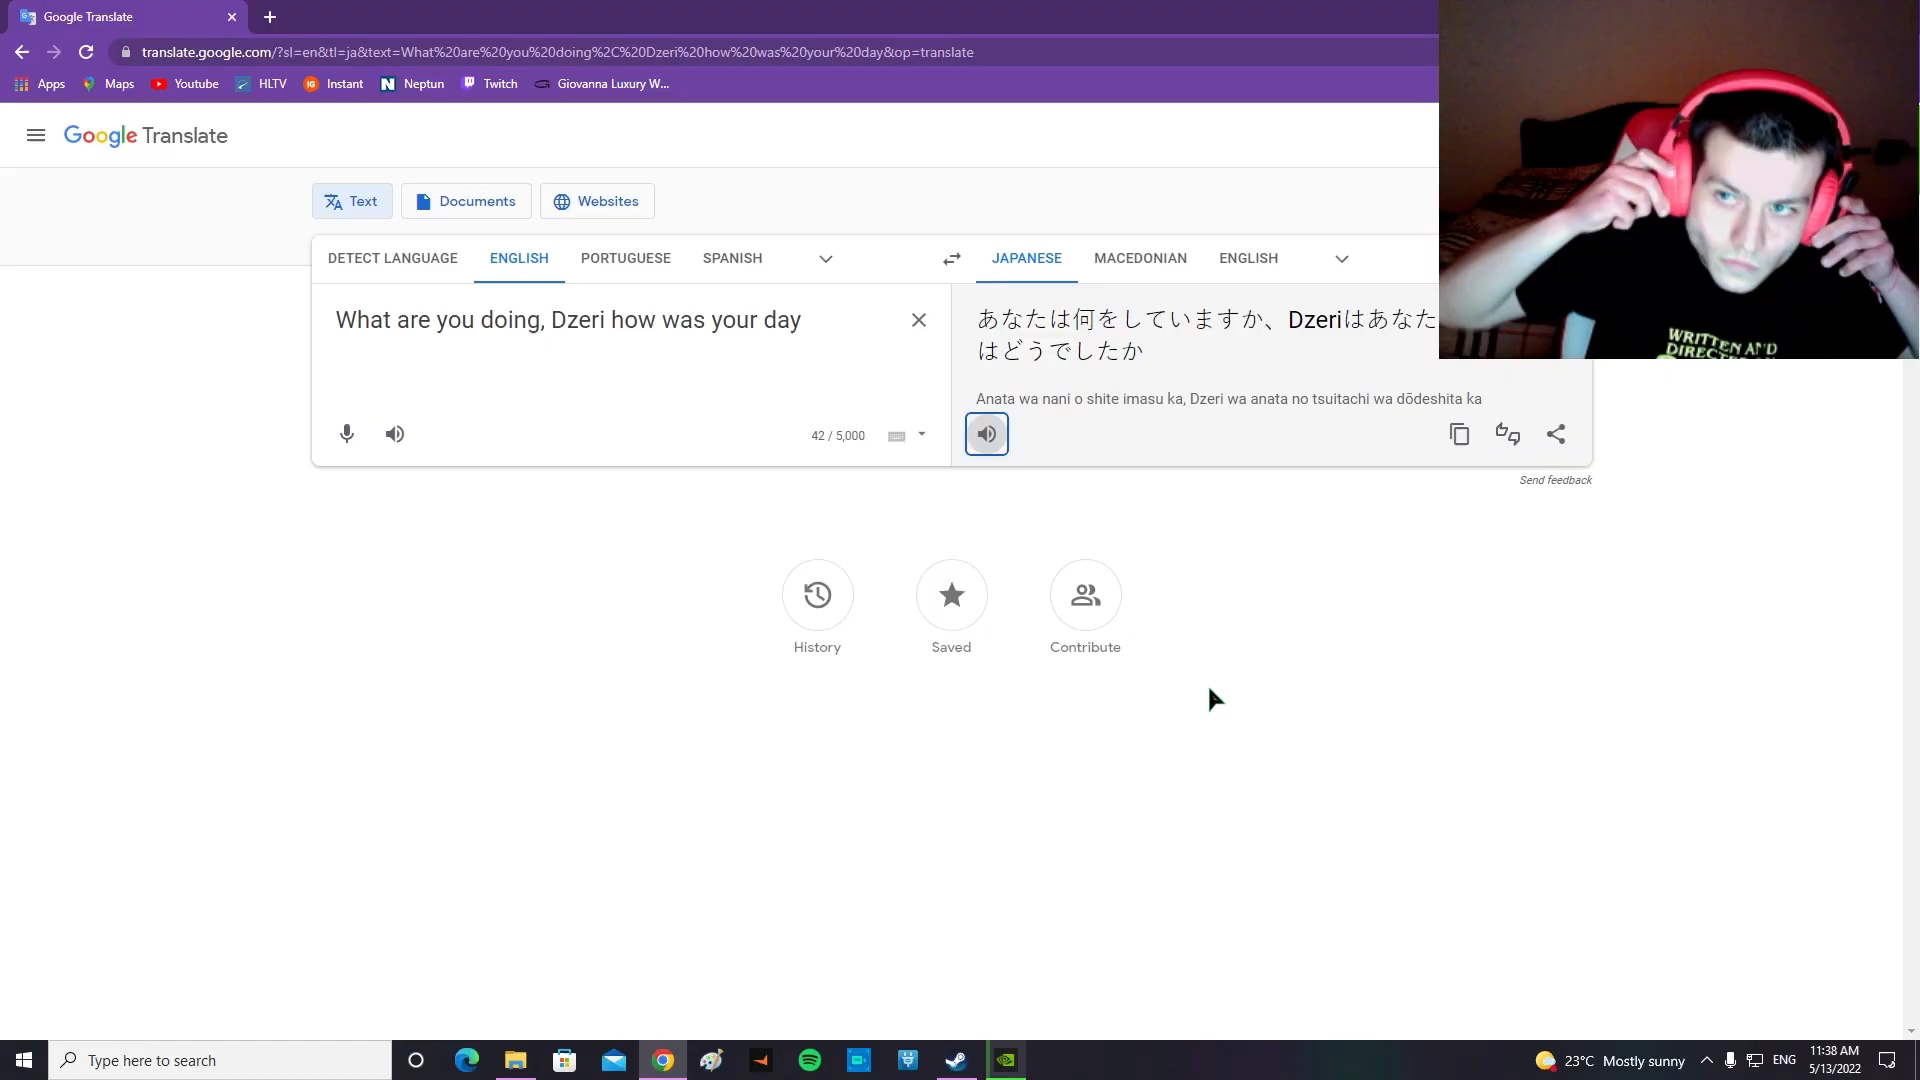 Google Translate
translate.google.com/?sl=en&tl=ja&text=What%20are%20you%20doing%2C%20Dzeri%20how%20was%20your%20day&op=translate
Apps Maps Youtube HLTV Instant Neptun Twitch Giovanna Luxury W...
Google Translate
Text Documents Websites
DETECT LANGUAGE ENGLISH PORTUGUESE SPANISH JAPANESE MACEDONIAN ENGLISH
What are you doing, Dzeri how was your day
あなたは何をしていますか、Dzeriはあなた
はどうでしたか
Anata wa nani o shite imasu ka, Dzeri wa anata no tsuitachi wa dōdeshita ka
42 / 5,000
Send feedback
History Saved Contribute
WRITTEN AND
Type here to search
23°C Mostly sunny ENG 11:38 AM
5/13/2022